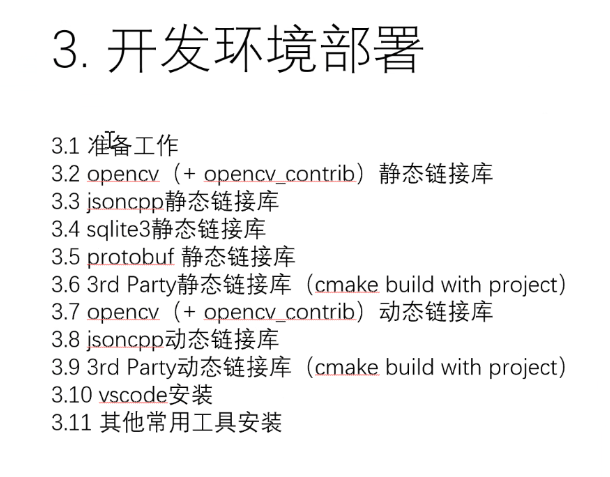 3. 开发环境部署
3.1 准备工作
3.2 opencv（+ opencv_contrib）静态链接库
3.3 jsoncpp静态链接库
3.4 sqlite3静态链接库
3.5 protobuf 静态链接库
3.6 3rd Party静态链接库（cmake build with project）
3.7 opencv（+ opencv_contrib）动态链接库
3.8 jsoncpp动态链接库
3.9 3rd Party动态链接库（cmake build with project）
3.10 vscode安装
3.11 其他常用工具安装